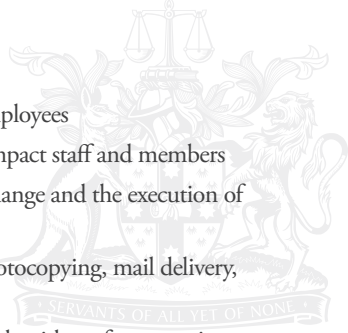 ployees
npact staff and members
ange and the execution of
otocopying, mail delivery,
SERVANTS OF ALL YET OF NONE